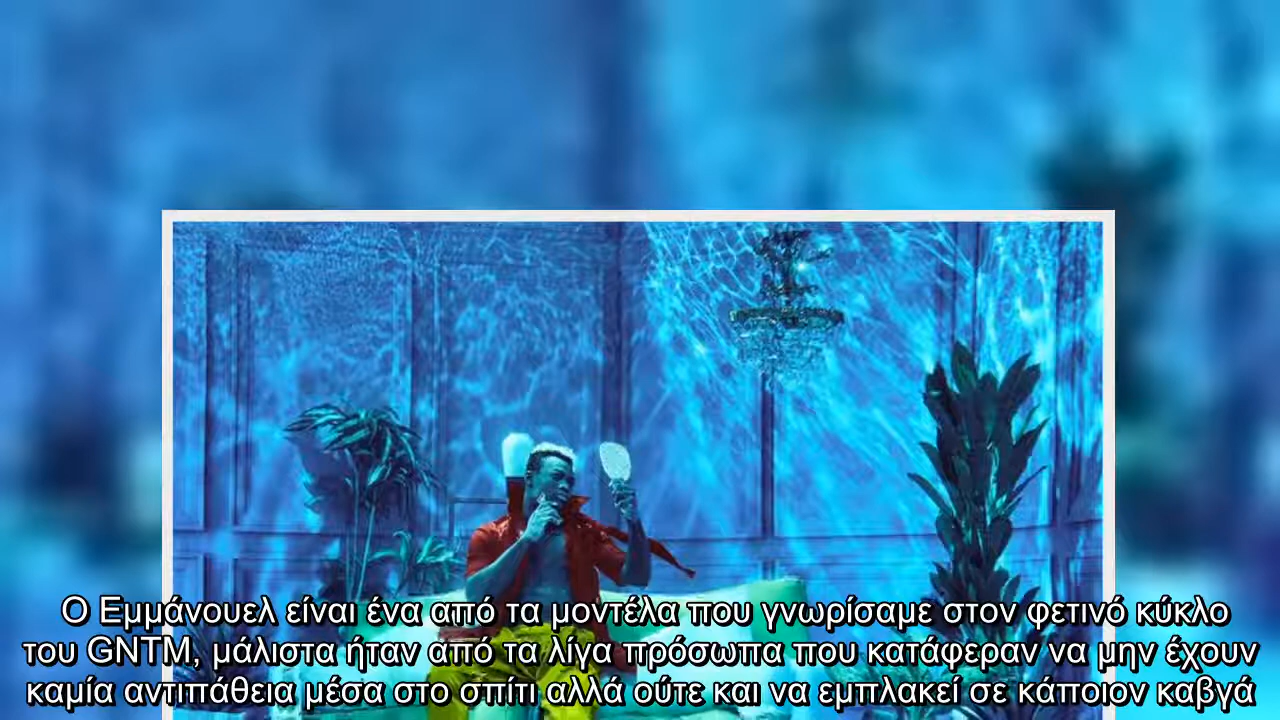 Ο Εμμάνουελ είναι ένα από τα μοντέλα που γνωρίσαμε στον φετινό κύκλο
του GNTM, μάλιστα ήταν από τα λίγα πρόσωπα που κατάφεραν να μην έχουν
καμία αντιπάθεια μέσα στο σπίτι αλλά ούτε και να εμπλακεί σε κάποιον καβγά